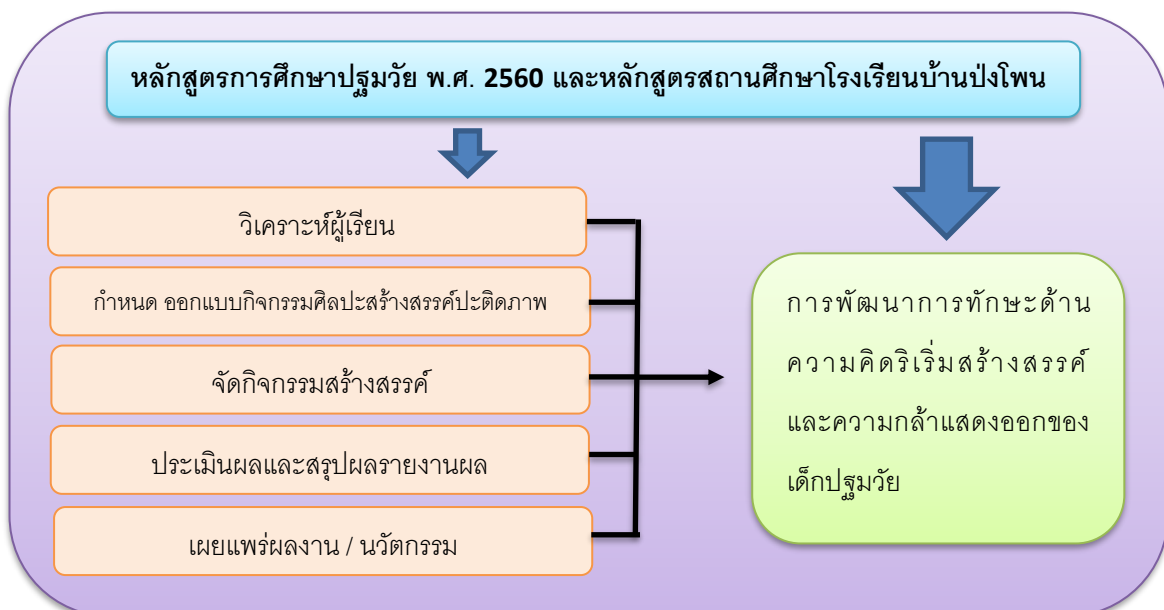 หลักสูตรการศึกษาปฐมวัย พ.ศ. 2560 และหลักสูตรสถานศึกษาโรงเรียนบ้านป่งโพน
วิเคราะห์ผู้เรียน
กำหนด ออกแบบกิจกรรมศิลปะสร้างสรรค์ปะติดภาพ
จัดกิจกรรมสร้างสรรค์
ประเมินผลและสรุปผลรายงานผล
เผยแพร่ผลงาน / นวัตกรรม
การพัฒนาการทักษะด้าน
ความคิดริเริ่มสร้างสรรค์
และความกล้าแสดงออกของ
เด็กปฐมวัย